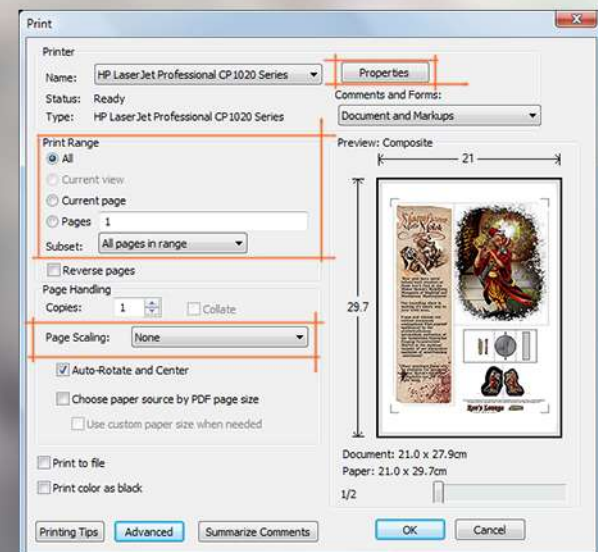 Print
Printer
Name: HP LaserJet Professional CP1020 Series
Properties
Status: Ready
Comments and Forms:
Type: HP LaserJet Professional CP1020 Series
Document and Markups
Print Range
Preview: Composite
All
21
Current view
Current page
Pages 1
Subset: All pages in range
Reverse pages
Page Handling
Copies: 1 Collate
29.7
Page Scaling: None
Auto-Rotate and Center
Choose paper source by PDF page size
Use custom paper size when needed
Document: 21.0 x 27.9cm
Paper: 21.0 x 29.7cm
Print to file
Print color as black
1/2
Printing Tips Advanced Summarize Comments OK Cancel